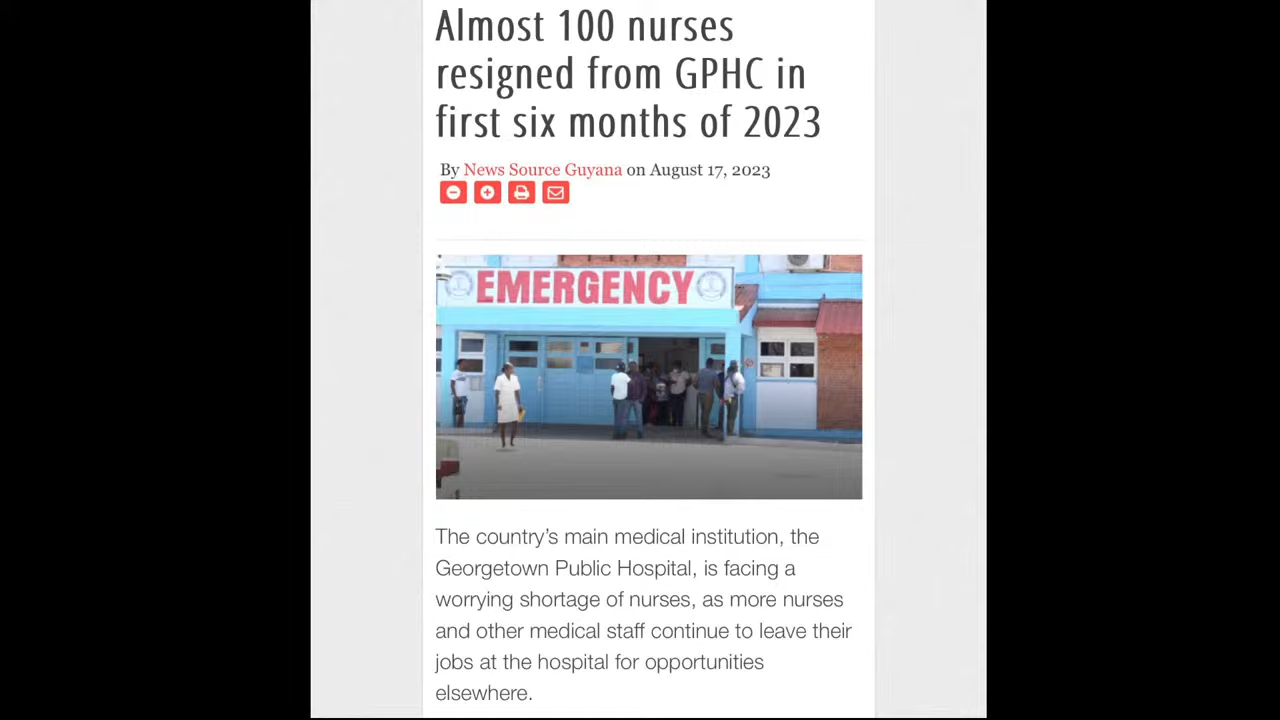 Almost 100 nurses
resigned from GPHC in
first six months of 2023
By News Source Guyana on August 17, 2023
EMERGENCY
The country’s main medical institution, the
Georgetown Public Hospital, is facing a
worrying shortage of nurses, as more nurses
and other medical staff continue to leave their
jobs at the hospital for opportunities
elsewhere.